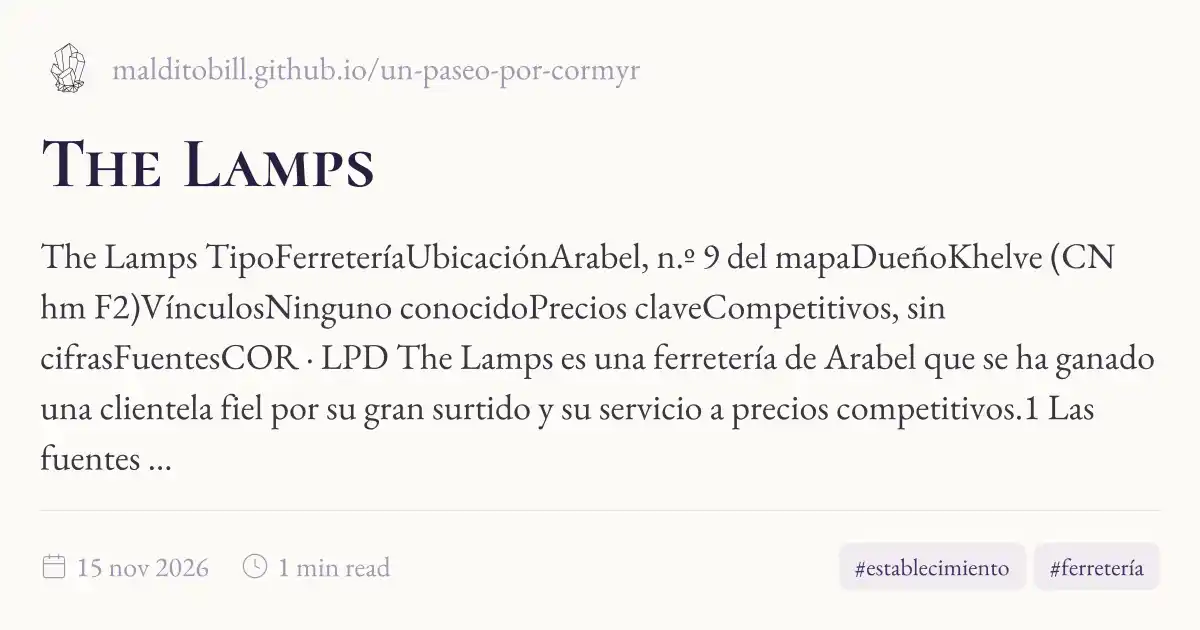 malditobill.github.io/un-paseo-por-cormyr
The Lamps
The Lamps TipoFerreteríaUbicaciónArabel, n.º 9 del mapaDueñoKhelve (CN
hm F2)VínculosNinguno conocidoPrecios claveCompetitivos, sin
cifrasFuentesCOR · LPD The Lamps es una ferretería de Arabel que se ha ganado
una clientela fiel por su gran surtido y su servicio a precios competitivos.1 Las
fuentes ...
15 nov 2026 1 min read #establecimiento #ferretería